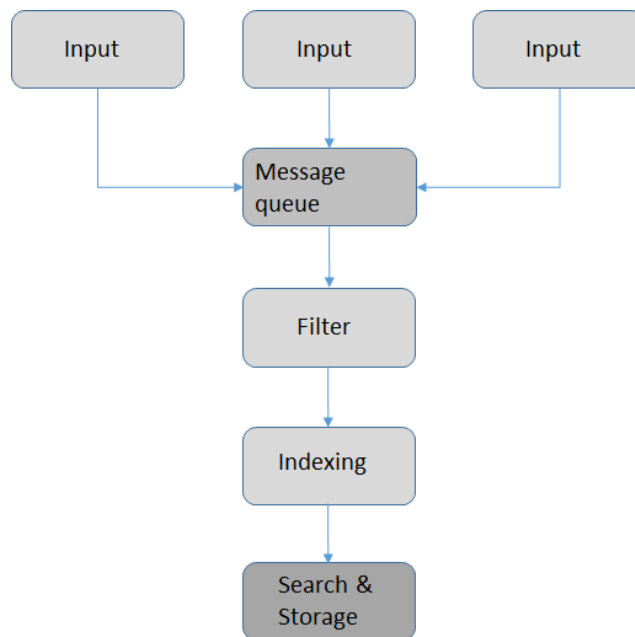 Input
Input
Input
Message
queue
Filter
Indexing
Search &
Storage